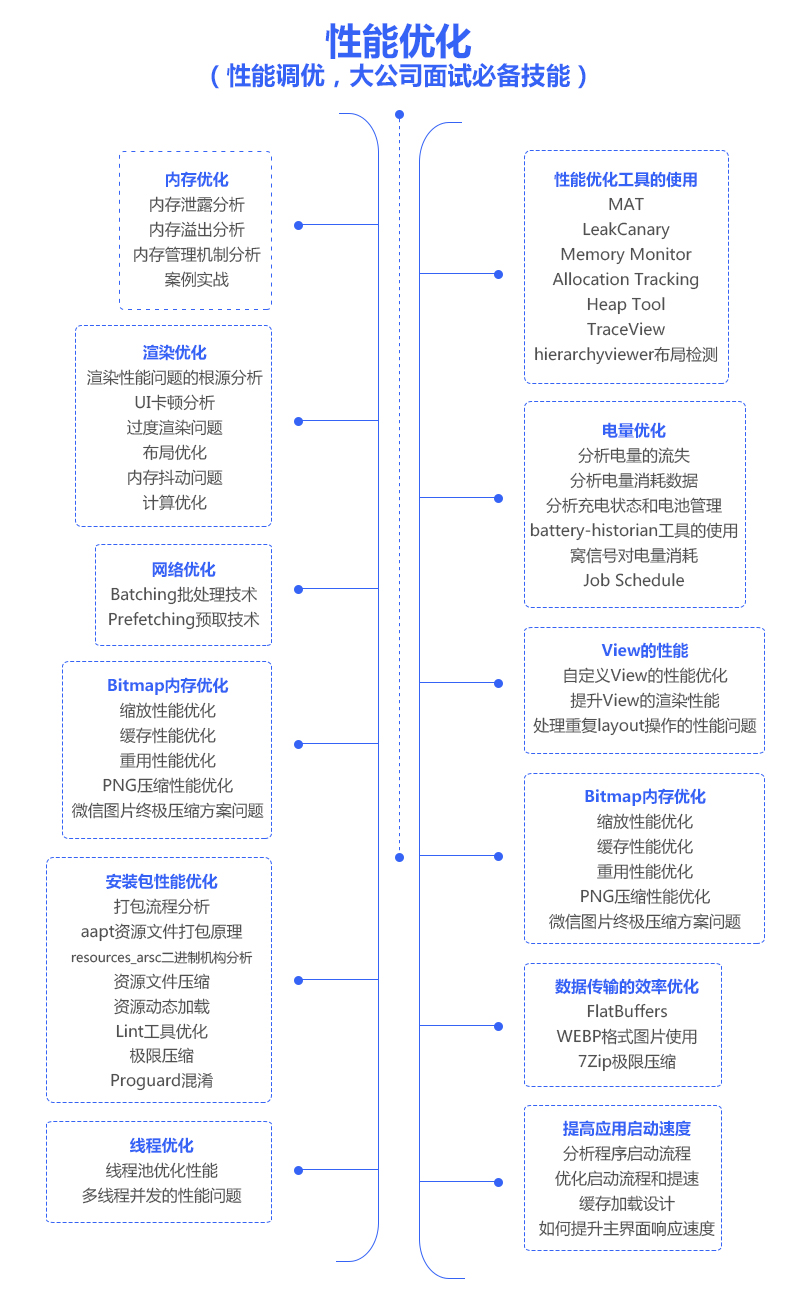 性能优化
（性能调优，大公司面试必备技能）
内存优化
内存泄露分析
内存溢出分析
内存管理机制分析
案例实战
渲染优化
渲染性能问题的根源分析
UI卡顿分析
过度渲染问题
布局优化
内存抖动问题
计算优化
网络优化
Batching批处理技术
Prefetching预取技术
Bitmap内存优化
缩放性能优化
缓存性能优化
重用性能优化
PNG压缩性能优化
微信图片终极压缩方案问题
安装包性能优化
打包流程分析
aapt资源文件打包原理
resources_arsc二进制机构分析
资源文件压缩
资源动态加载
Lint工具优化
极限压缩
Proguard混淆
线程优化
线程池优化性能
多线程并发的性能问题
性能优化工具的使用
MAT
LeakCanary
Memory Monitor
Allocation Tracking
Heap Tool
TraceView
hierarchyviewer布局检测
电量优化
分析电量的流失
分析电量消耗数据
分析充电状态和电池管理
battery-historian工具的使用
窝信号对电量消耗
Job Schedule
View的性能
自定义View的性能优化
提升View的渲染性能
处理重复layout操作的性能问题
Bitmap内存优化
缩放性能优化
缓存性能优化
重用性能优化
PNG压缩性能优化
微信图片终极压缩方案问题
数据传输的效率优化
FlatBuffers
WEBP格式图片使用
7Zip极限压缩
提高应用启动速度
分析程序启动流程
优化启动流程和提速
缓存加载设计
如何提升主界面响应速度